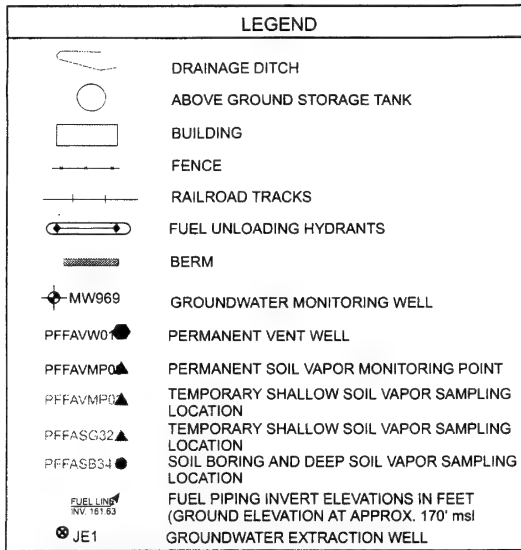 LEGEND
DRAINAGE DITCH
ABOVE GROUND STORAGE TANK
BUILDING
FENCE
RAILROAD TRACKS
FUEL UNLOADING HYDRANTS
BERM
MW969 GROUNDWATER MONITORING WELL
PERMANENT VENT WELL
PERMANENT SOIL VAPOR MONITORING POINT
TEMPORARY SHALLOW SOIL VAPOR SAMPLING
LOCATION
PFFASG32 TEMPORARY SHALLOW SOIL VAPOR SAMPLING
LOCATION
PFFASB34 SOIL BORING AND DEEP SOIL VAPOR SAMPLING
LOCATION
FUEL LINE FUEL PIPING INVERT ELEVATIONS IN FEET
INV. 161.63 (GROUND ELEVATION AT APPROX. 170' msl
JE1 GROUNDWATER EXTRACTION WELL